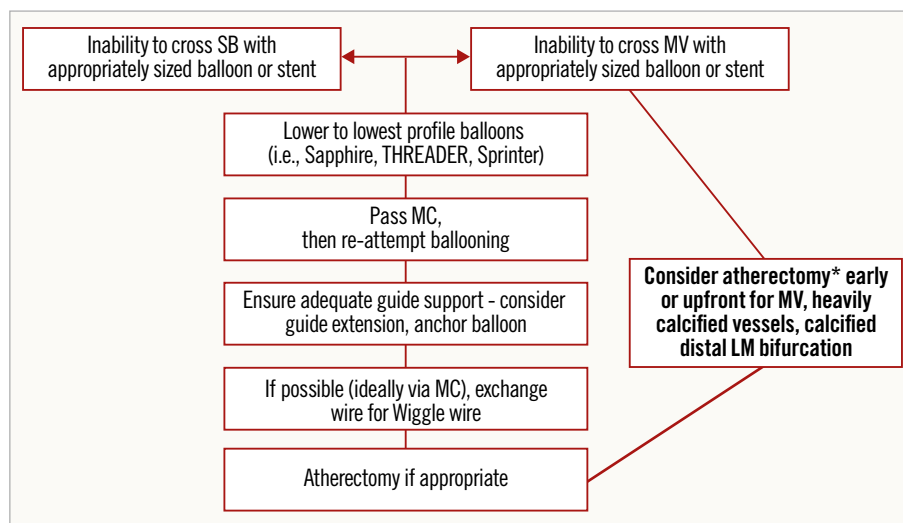 Inability to cross SB with
appropriately sized balloon or stent
Inability to cross MV with
appropriately sized balloon or stent
Lower to lowest profile balloons
(i.e., Sapphire, THREADER, Sprinter)
Pass MC,
then re-attempt ballooning
Ensure adequate guide support - consider
guide extension, anchor balloon
If possible (ideally via MC), exchange
wire for Wiggle wire
Atherectomy if appropriate
Consider atherectomy* early
or upfront for MV, heavily
calcified vessels, calcified
distal LM bifurcation